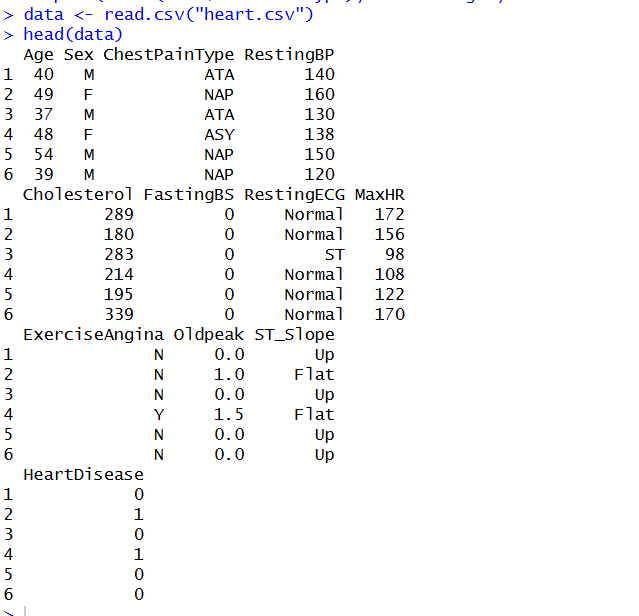 > data <- read.csv("heart.csv")
> head(data)
  Age Sex ChestPainType RestingBP
1  40   M           ATA       140
2  49   F           NAP       160
3  37   M           ATA       130
4  48   F           ASY       138
5  54   M           NAP       150
6  39   M           NAP       120
  Cholesterol FastingBS RestingECG MaxHR
1         289         0     Normal   172
2         180         0     Normal   156
3         283         0         ST    98
4         214         0     Normal   108
5         195         0     Normal   122
6         339         0     Normal   170
  ExerciseAngina Oldpeak ST_Slope
1              N     0.0       Up
2              N     1.0     Flat
3              N     0.0       Up
4              Y     1.5     Flat
5              N     0.0       Up
6              N     0.0       Up
  HeartDisease
1            0
2            1
3            0
4            1
5            0
6            0
>